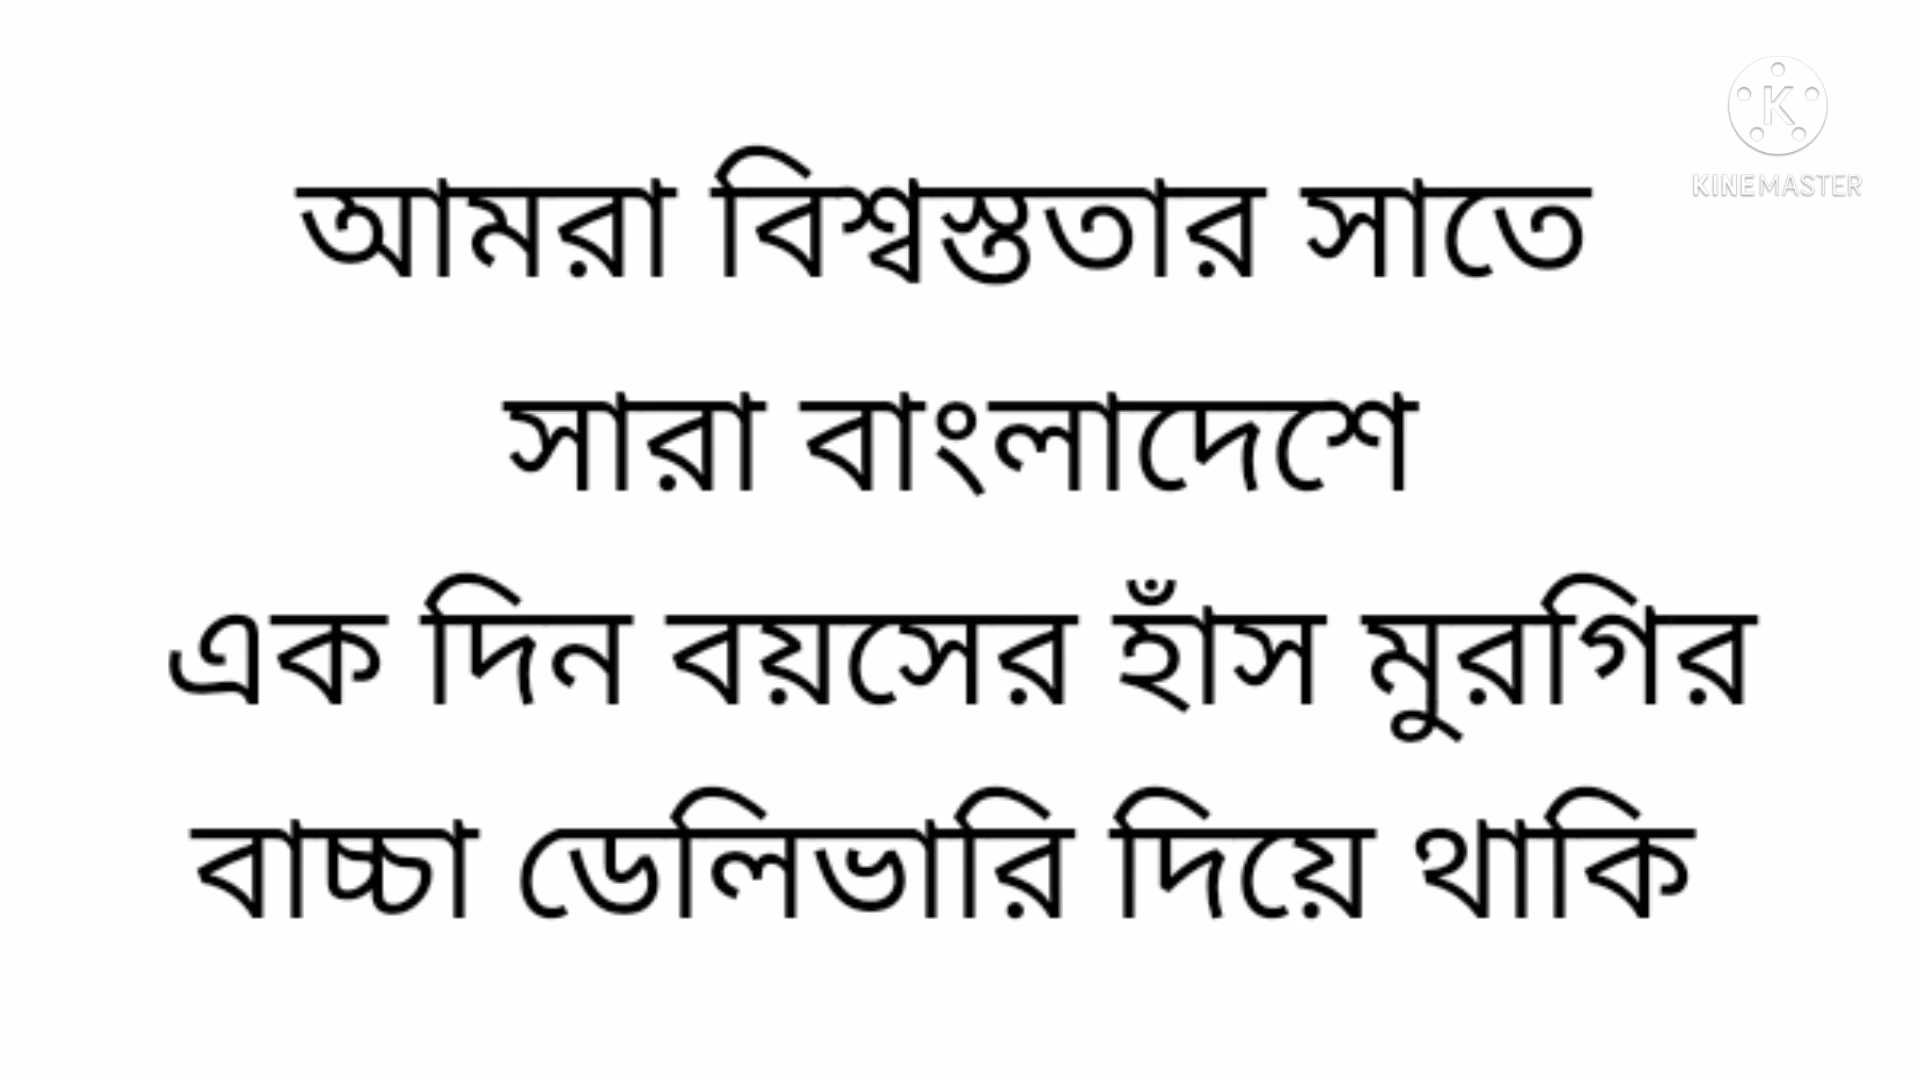 আমরা বিশ্বস্ততার সাতে
সারা বাংলাদেশে
এক দিন বয়সের হাঁস মুরগির
বাচ্চা ডেলিভারি দিয়ে থাকি
K
KINEMASTER